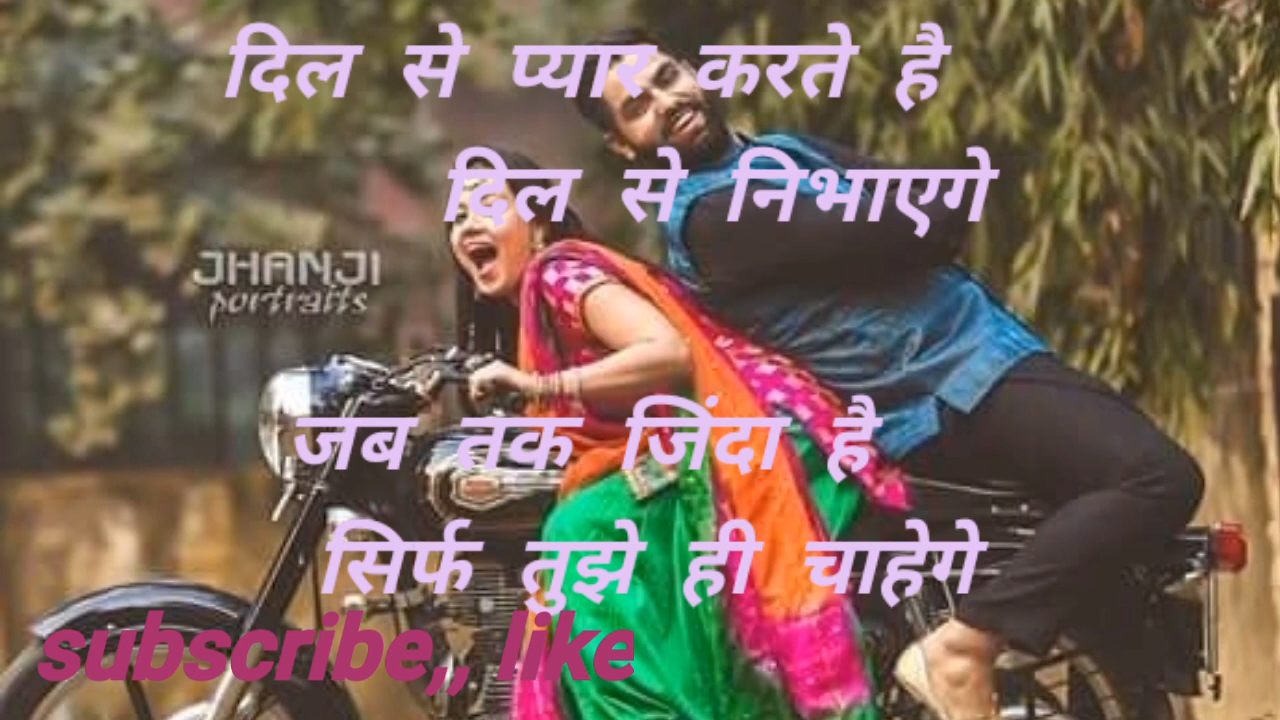 दिल से प्यार करते है
दिल से निभाएगे
JHANJI
portraits
जब तक जिंदा है
सिर्फ तुझे ही चाहेगे
subscribe,, like